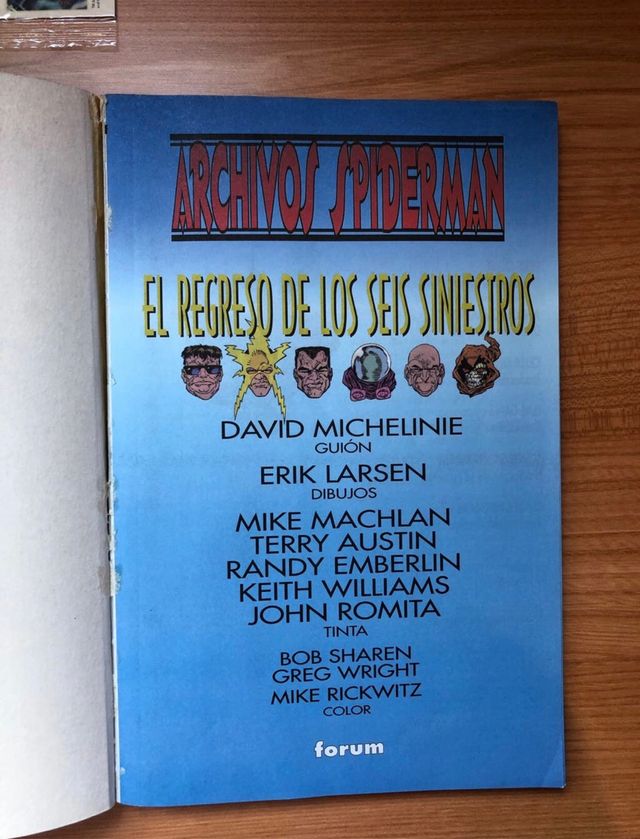 ARCHIVOS SPIDERMAN
EL REGRESO DE LOS SEIS SINIESTROS
DAVID MICHELINIE
GUIÓN
ERIK LARSEN
DIBUJOS
MIKE MACHLAN
TERRY AUSTIN
RANDY EMBERLIN
KEITH WILLIAMS
JOHN ROMITA
TINTA
BOB SHAREN
GREG WRIGHT
MIKE RICKWITZ
COLOR
forum